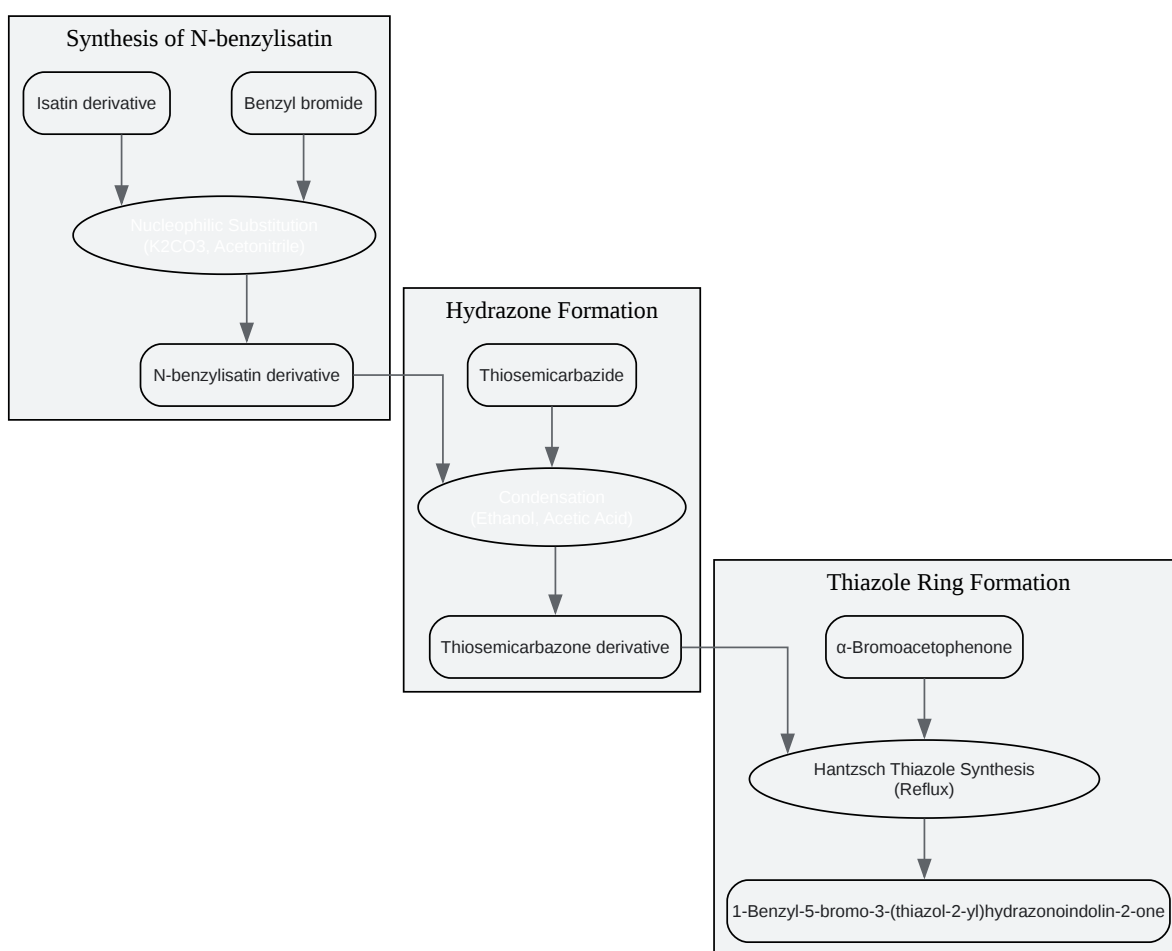 Synthesis of N-benzylisatin
Isatin derivative
Benzyl bromide
Nucleophilic Substitution
(K2CO3, Acetonitrile)
N-benzylisatin derivative
Hydrazone Formation
Thiosemicarbazide
Condensation
(Ethanol, Acetic Acid)
Thiosemicarbazone derivative
Thiazole Ring Formation
α-Bromoacetophenone
Hantzsch Thiazole Synthesis
(Reflux)
1-Benzyl-5-bromo-3-(thiazol-2-yl)hydrazonoindolin-2-one